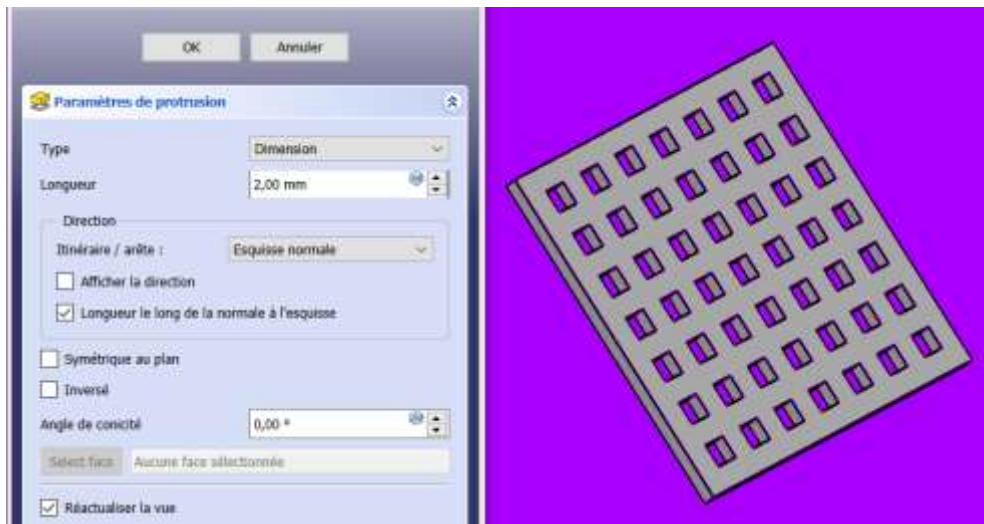 OK Annuler
Paramètres de protrusion
Type Dimension
Longueur 2,00 mm
Direction
Itinéraire / arête : Esquisse normale
Afficher la direction
Longueur le long de la normale à l'esquisse
Symétrique au plan
Inversé
Angle de conicité 0,00 °
Select face Aucune face sélectionnée
Réactualiser la vue